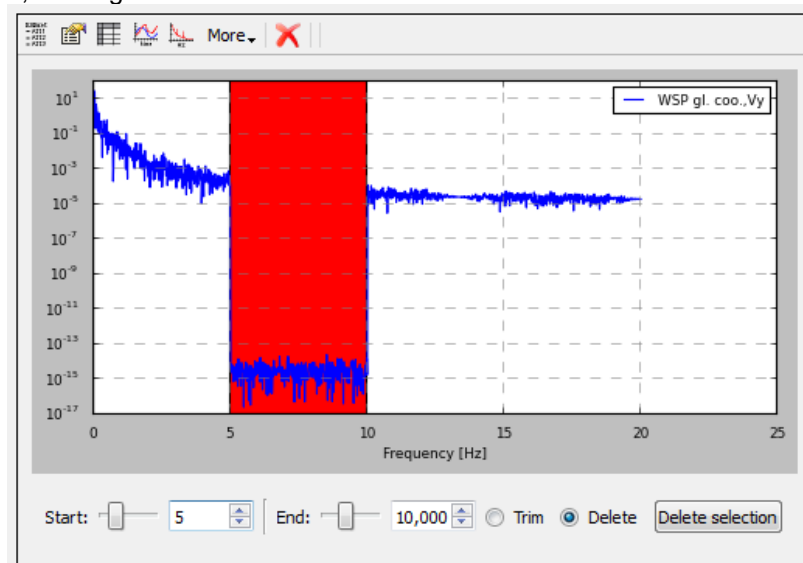 More
WSP gl. coo.,Vy
10¹
10⁻¹
10⁻³
10⁻⁵
10⁻⁷
10⁻⁹
10⁻¹¹
10⁻¹³
10⁻¹⁵
10⁻¹⁷
0 5 10 15 20 25
Frequency [Hz]
Start: 5 End: 10,000 Trim Delete Delete selection